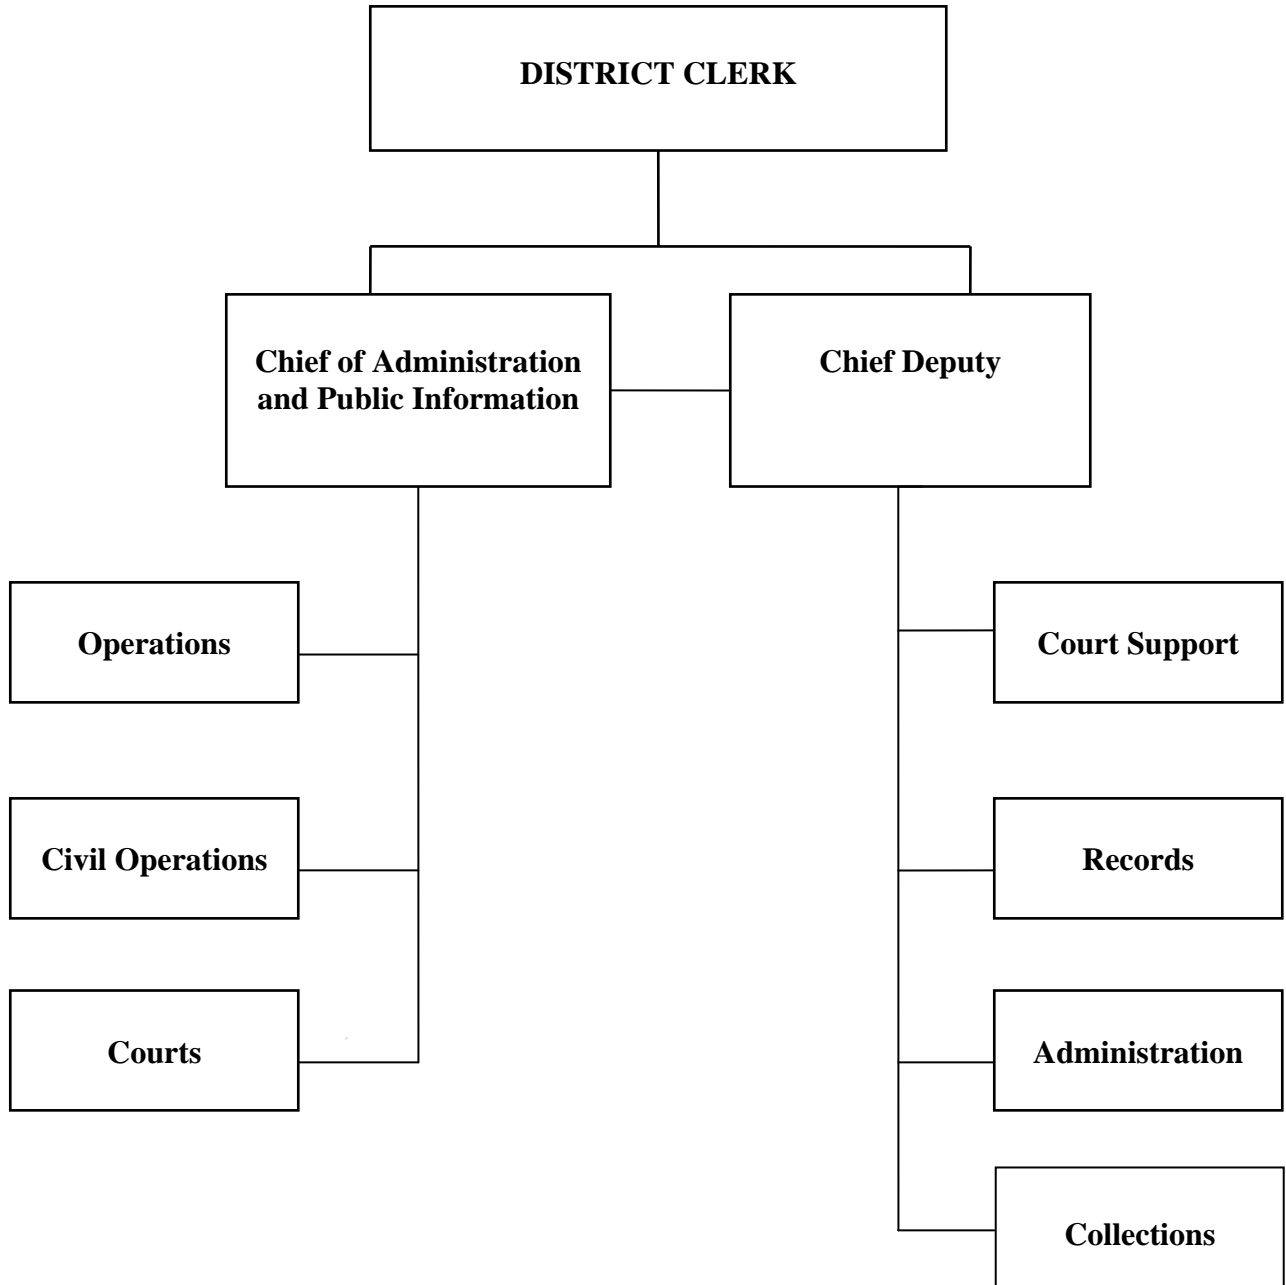 DISTRICT CLERK
Chief of Administration
and Public Information
Chief Deputy
Operations
Court Support
Civil Operations
Records
Courts
Administration
Collections